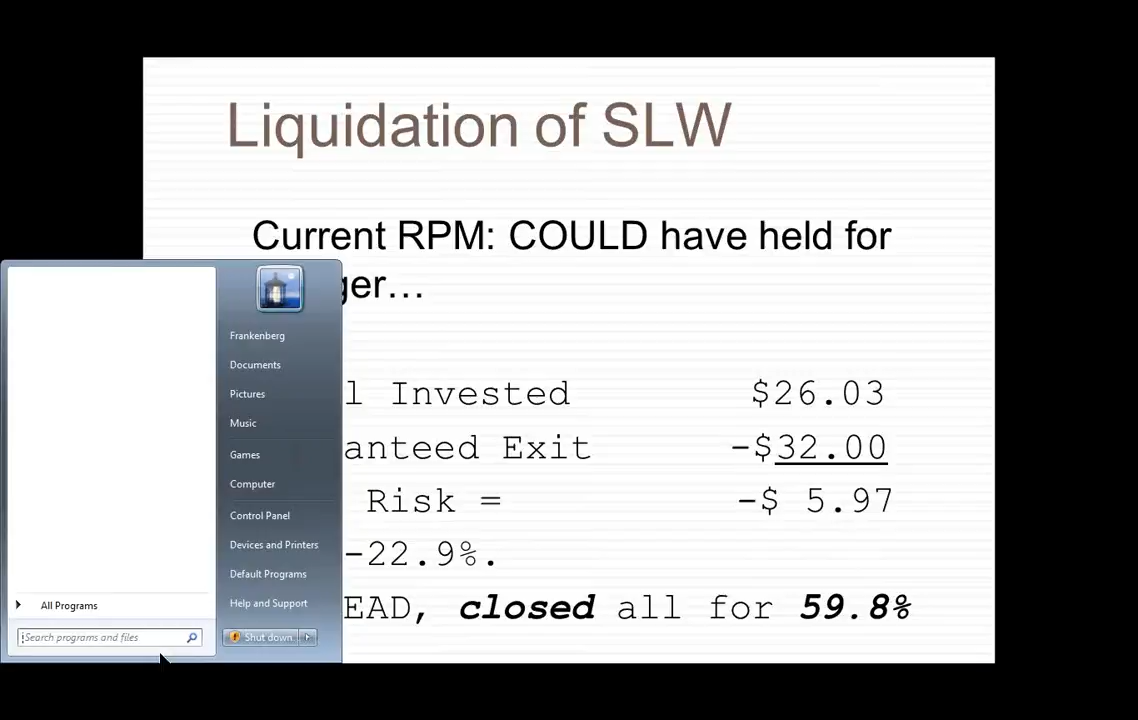 Liquidation of SLW
Current RPM: COULD have held for
ger…
l Invested $26.03
anteed Exit -$32.00
Risk = -$ 5.97
-22.9%.
EAD, closed all for 59.8%
Frankenberg
Documents
Pictures
Music
Games
Computer
Control Panel
Devices and Printers
Default Programs
Help and Support
All Programs
Search programs and files
Shut down